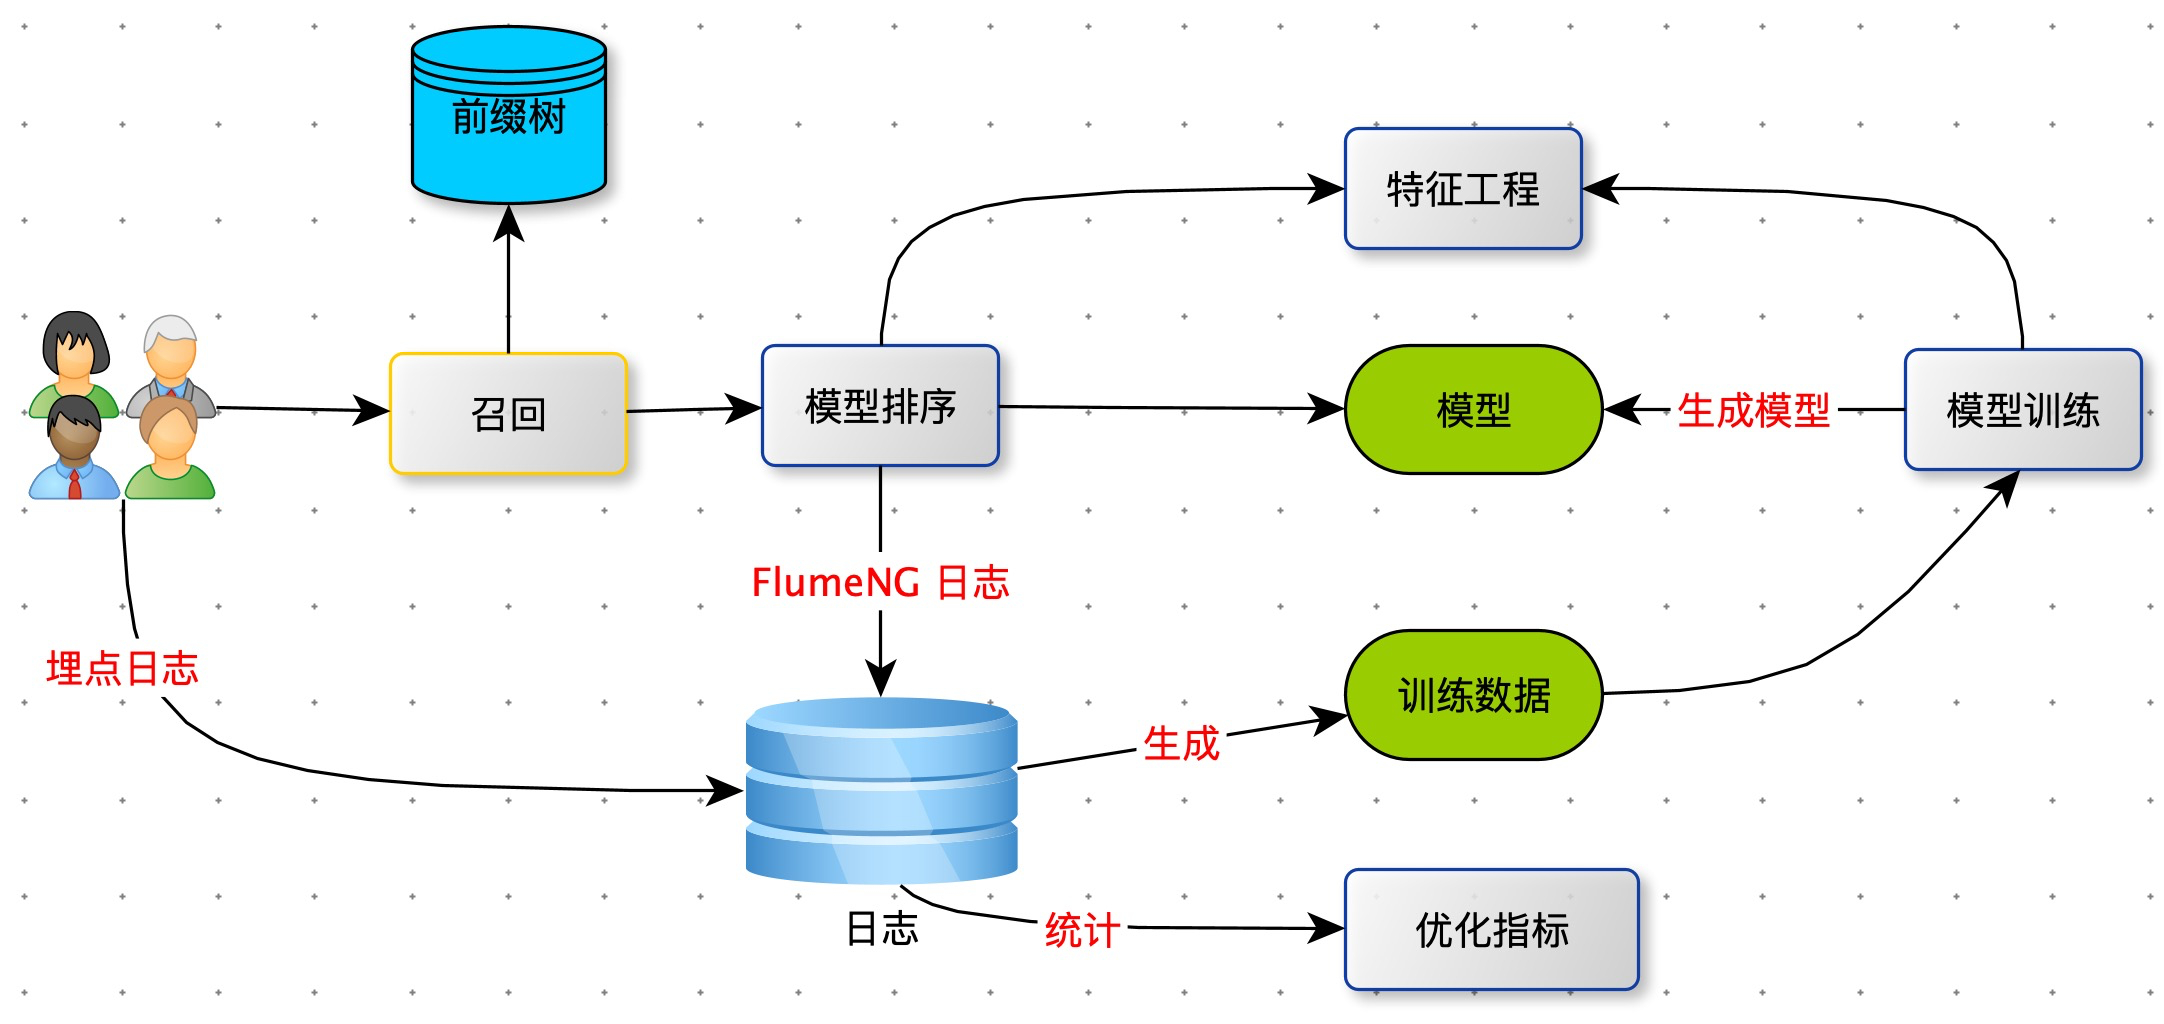 前缀树
特征工程
召回
模型排序
模型
生成模型
模型训练
FlumeNG 日志
埋点日志
训练数据
生成
日志
统计
优化指标